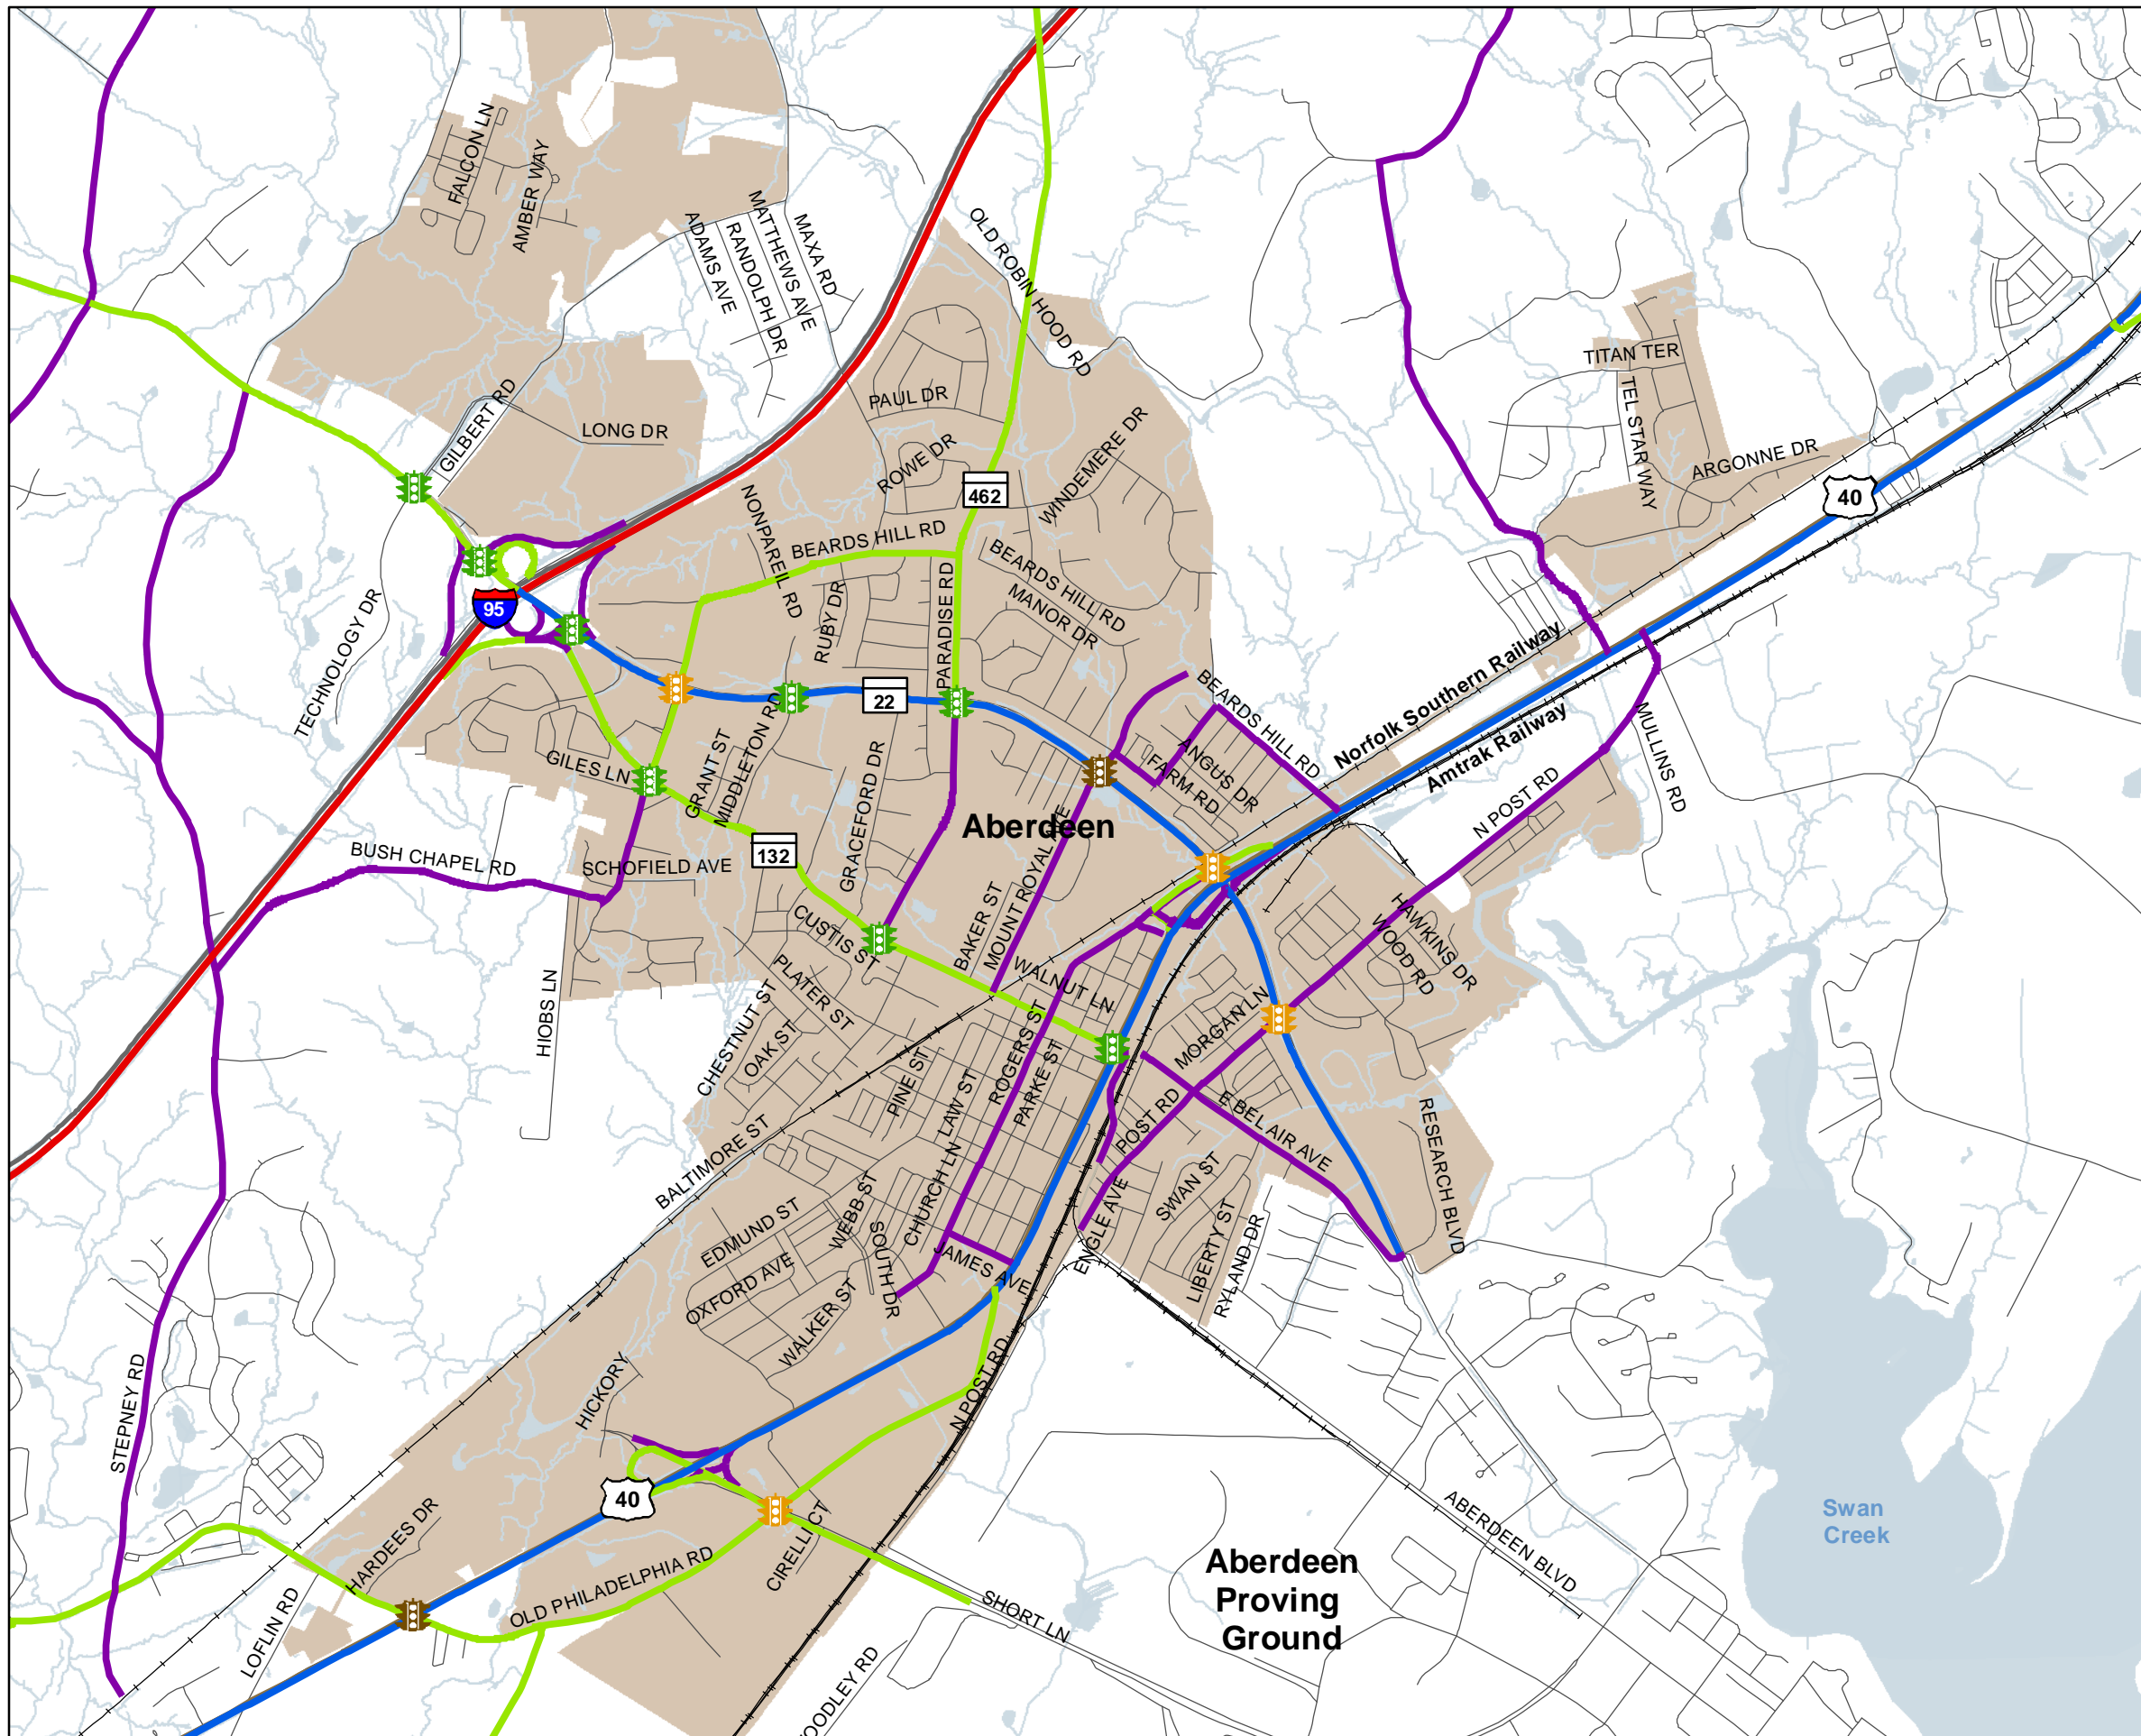 FALCON LN
AMBER WAY
ADAMS AVE
RANDOLPH DR
MATTHEWS AVE
MAXA RD
OLD ROBIN HOOD RD
TITAN TER
TEL STAR WAY
ARGONNE DR
GILBERT RD
LONG DR
PAUL DR
ROWE DR
WINDEMERE DR
462
40
NONPAREIL RD
BEARDS HILL RD
BEARDS HILL RD
MANOR DR
95
TECHNOLOGY DR
RUBY DR
PARADISE RD
22
BEARDS HILL RD
Norfolk Southern Railway
Amtrak Railway
MULLINS RD
GILES LN
GRANT ST
MIDDLETON RD
GRACEFORD DR
ANGUS DR
FARM RD
N POST RD
Aberdeen
MOUNT ROYAL AVE
BAKER ST
132
BUSH CHAPEL RD
SCHOFIELD AVE
CUSTIS ST
WALNUT LN
HAWKINS DR
WOOD RD
HIOBS LN
PLATER ST
CHESTNUT ST
OAK ST
MORGAN LN
ROGERS ST
PARKE ST
PINE ST
LAW ST
POST RD
E BEL AIR AVE
RESEARCH BLVD
BALTIMORE ST
CHURCH LN
WEBB ST
SOUTH DR
EDMUND ST
OXFORD AVE
WALKER ST
JAMES AVE
ENGLE AVE
SWAN ST
LIBERTY ST
RYLAND DR
STEPNEY RD
HICKORY
N POST RD
40
HARDEES DR
OLD PHILADELPHIA RD
CIRELLI CT
LOFLIN RD
SHORT LN
ABERDEEN BLVD
Swan
Creek
Aberdeen
Proving
Ground